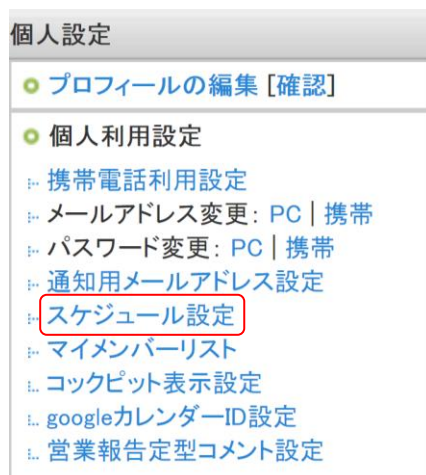 個人設定
プロフィールの編集 [確認]
個人利用設定
携帯電話利用設定
メールアドレス変更: PC | 携帯
パスワード変更: PC | 携帯
通知用メールアドレス設定
スケジュール設定
マイメンバーリスト
コックピット表示設定
googleカレンダーID設定
営業報告定型コメント設定